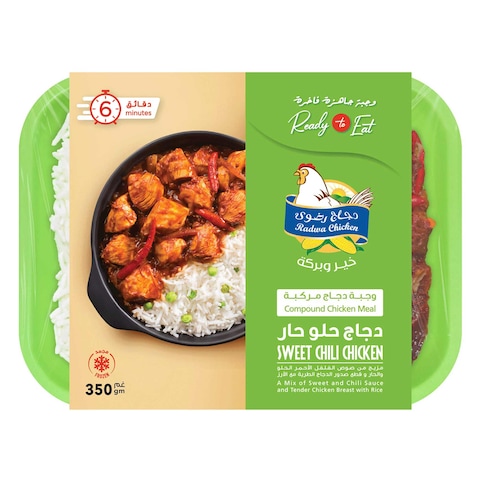 دقائق
6
minutes
وجبة جاهزة فاخرة
Ready to Eat
دجاج رضوى
Radwa Chicken
خير وبركة
وجبة دجاج مركبة
Compound Chicken Meal
دجاج حلو حار
SWEET CHILI CHICKEN
مزيج من صوص الفلفل الأحمر الحلو
والحار و قطع صدور الدجاج الطرية مع الأرز
A Mix of Sweet and Chili Sauce
and Tender Chicken Breast with Rice
مجمد
FROZEN
350 غم
gm